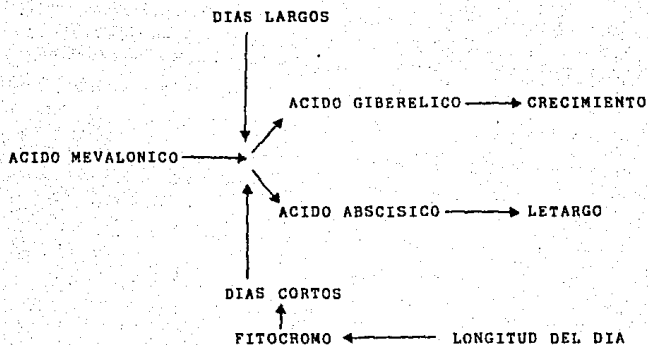 DIAS LARGOS
ACIDO GIBERELICO CRECIMIENTO
ACIDO MEVALONICO
ACIDO ABSCISICO LETARGO
DIAS CORTOS
FITOCROMO LONGITUD DEL DIA